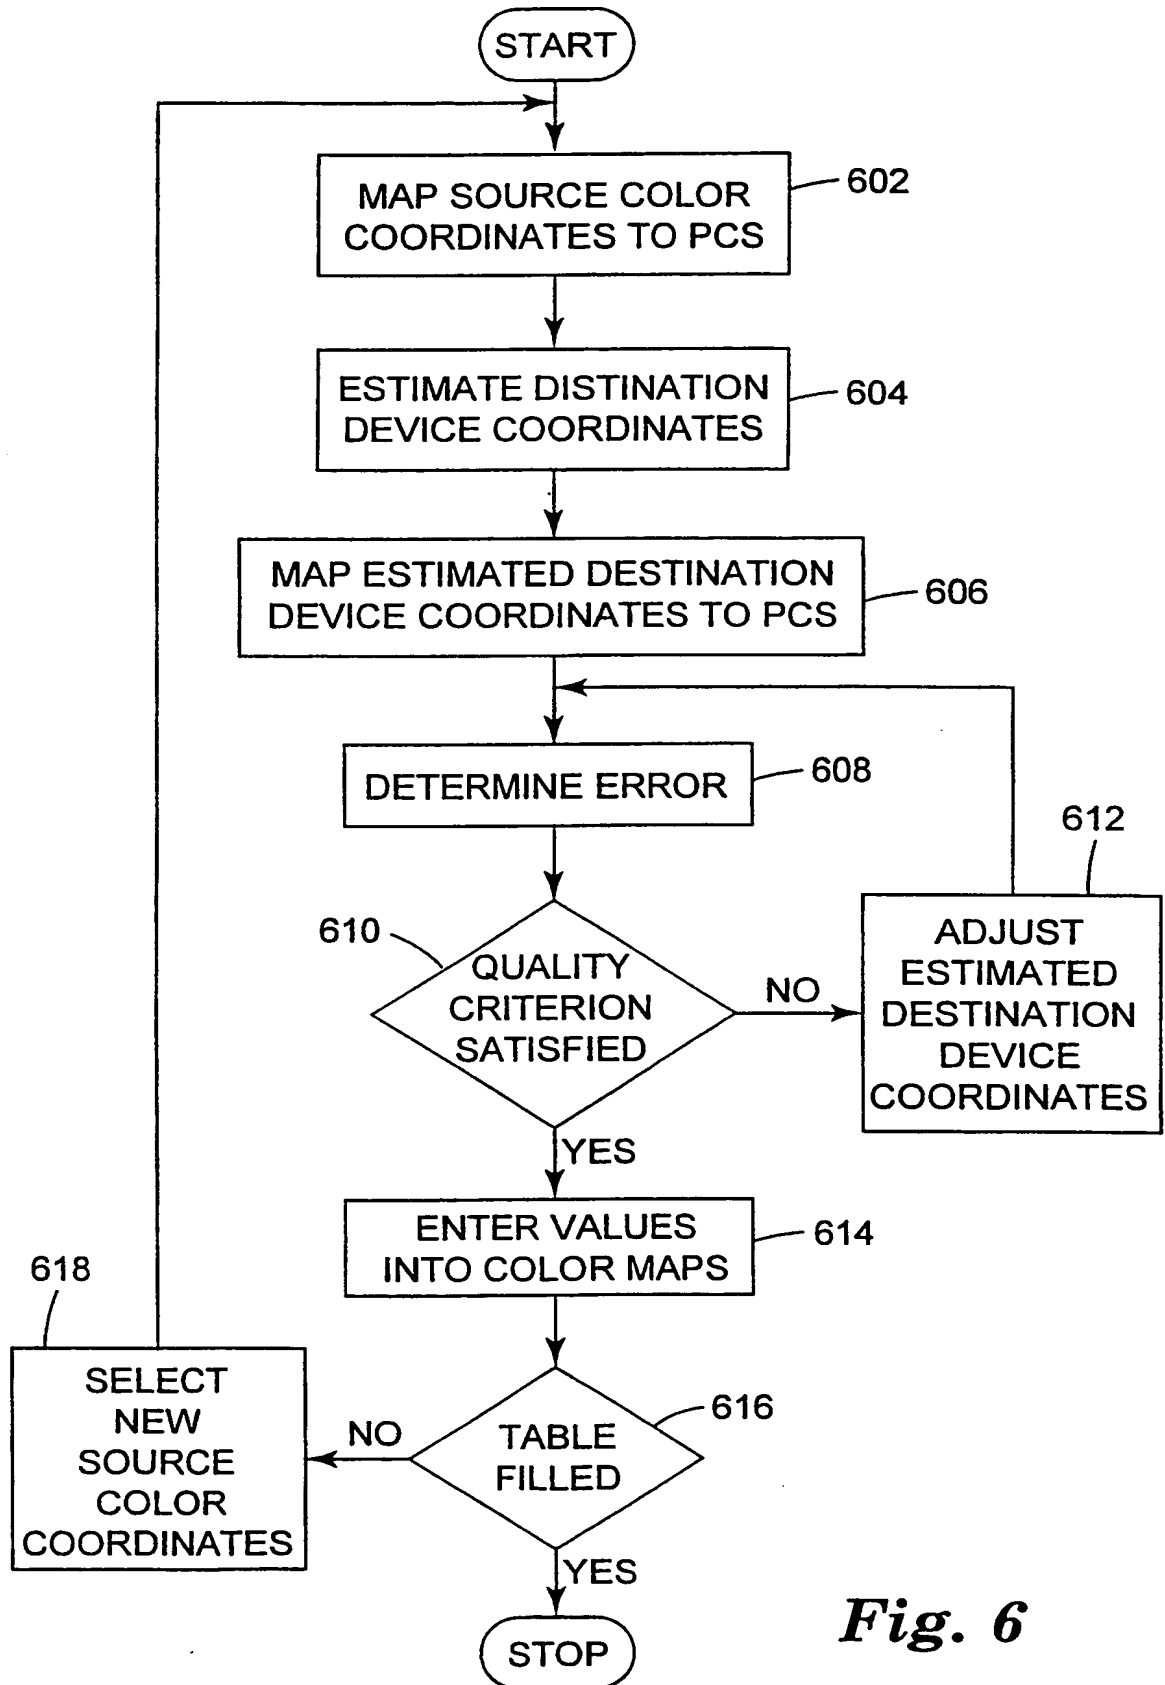 START
MAP SOURCE COLOR
COORDINATES TO PCS
602
ESTIMATE DISTINATION
DEVICE COORDINATES
604
MAP ESTIMATED DESTINATION
DEVICE COORDINATES TO PCS
606
DETERMINE ERROR
608
612
610
QUALITY
CRITERION
SATISFIED
NO
ADJUST
ESTIMATED
DESTINATION
DEVICE
COORDINATES
YES
ENTER VALUES
INTO COLOR MAPS
614
618
SELECT
NEW
SOURCE
COLOR
COORDINATES
NO
TABLE
FILLED
616
YES
STOP
Fig. 6